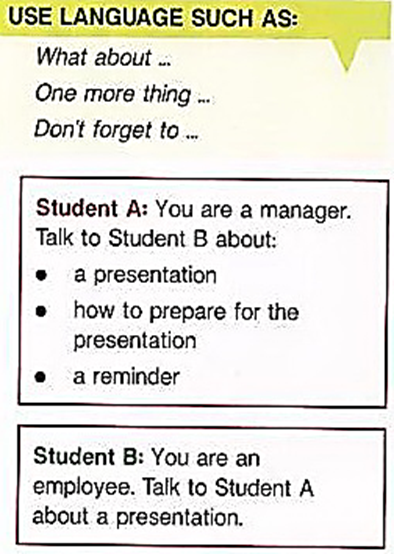 USE LANGUAGE SUCH AS:
What about ...
One more thing ...
Don't forget to ...
Student A: You are a manager.
Talk to Student B about:
• a presentation
• how to prepare for the
presentation
• a reminder
Student B: You are an
employee. Talk to Student A
about a presentation.